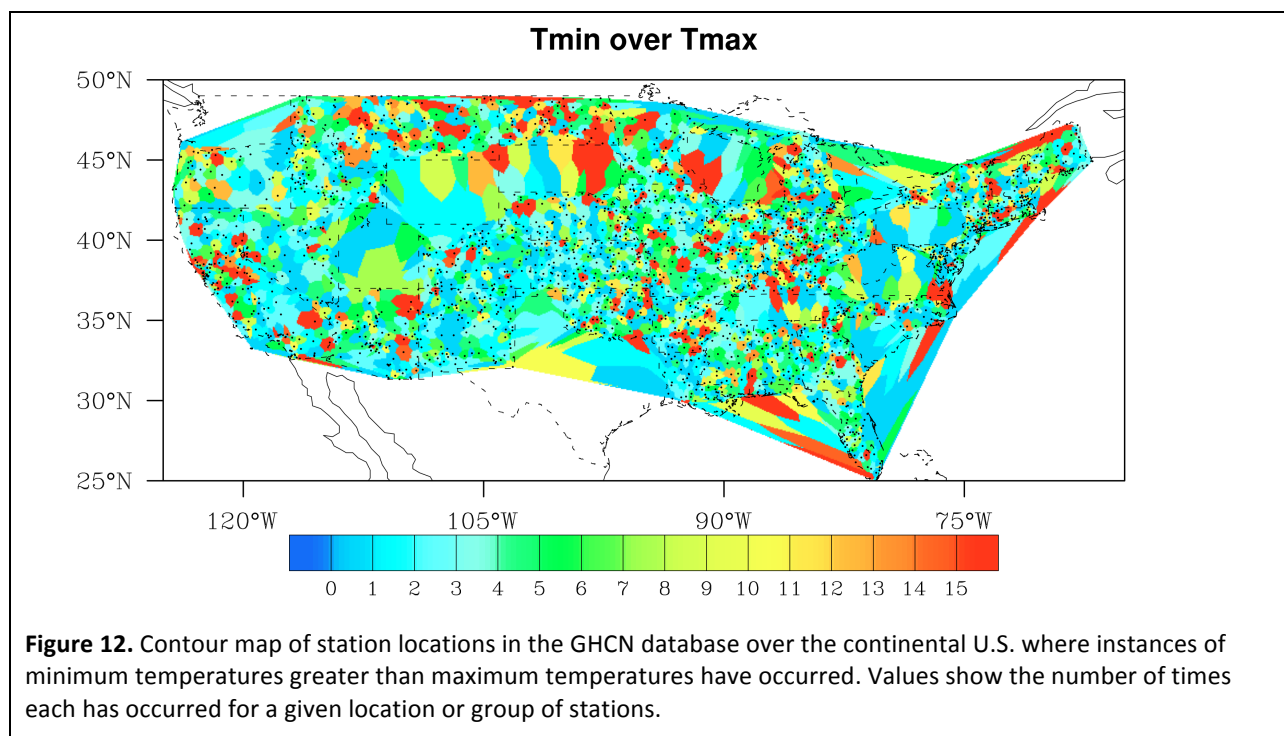 Tmin over Tmax
50°N
45°N
40°N
35°N
30°N
25°N
120°W 105°W 90°W 75°W
0 1 2 3 4 5 6 7 8 9 10 11 12 13 14 15
Figure 12. Contour map of station locations in the GHCN database over the continental U.S. where instances of
minimum temperatures greater than maximum temperatures have occurred. Values show the number of times
each has occurred for a given location or group of stations.